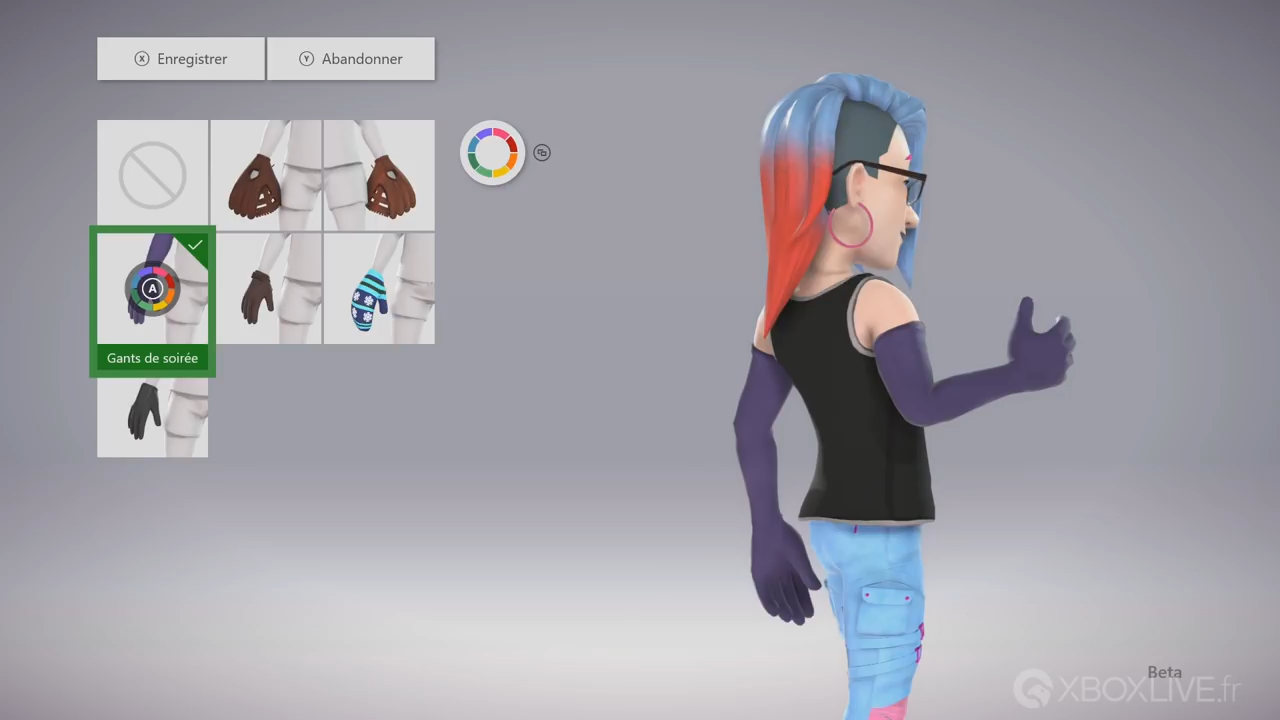 X Enregistrer
Y Abandonner
A
Gants de soirée
Beta
XBOXLIVE.fr